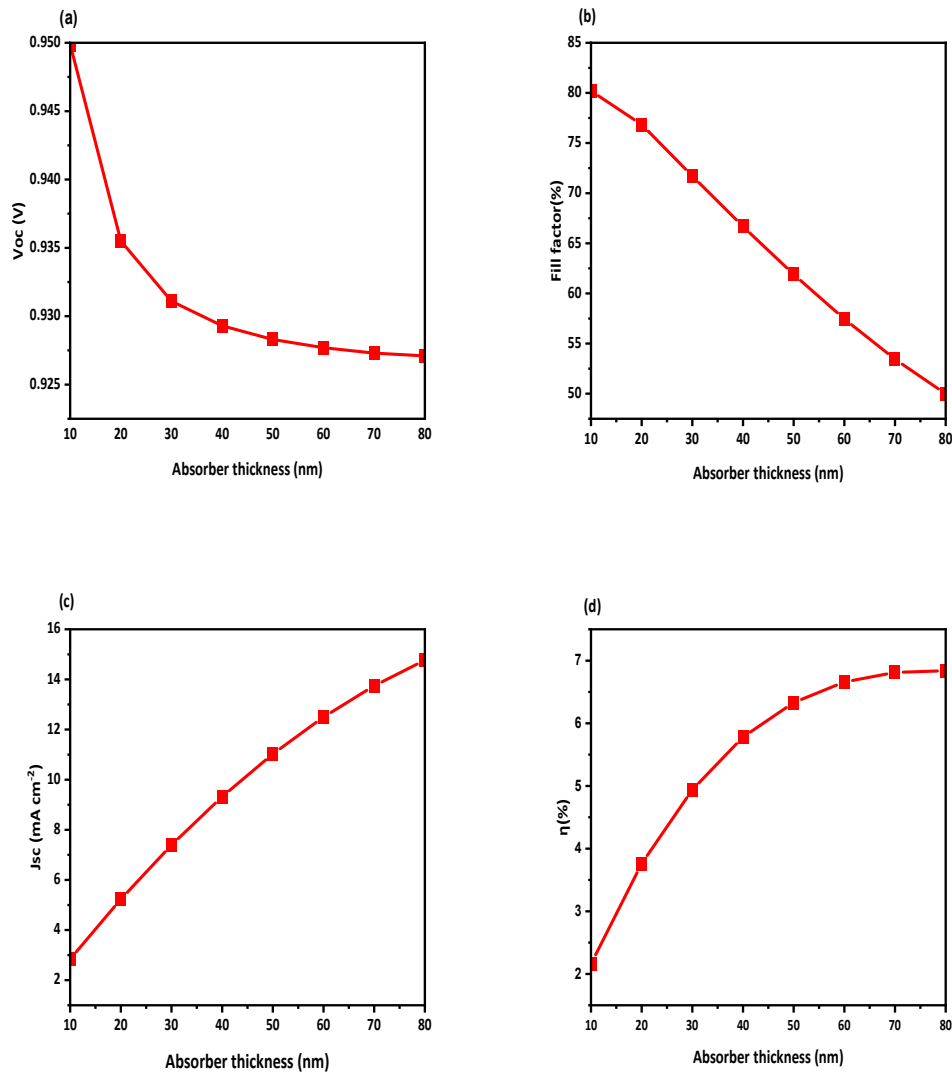 (a)
0.950
0.945
0.940
0.935
0.930
0.925
Voc (V)
10 20 30 40 50 60 70 80
Absorber thickness (nm)
(b)
85
80
75
70
65
60
55
50
Fill factor(%)
10 20 30 40 50 60 70 80
Absorber thickness (nm)
(c)
16
14
12
10
8
6
4
2
Jsc (mA cm⁻²)
10 20 30 40 50 60 70 80
Absorber thickness (nm)
(d)
7
6
5
4
3
2
η(%)
10 20 30 40 50 60 70 80
Absorber thickness (nm)